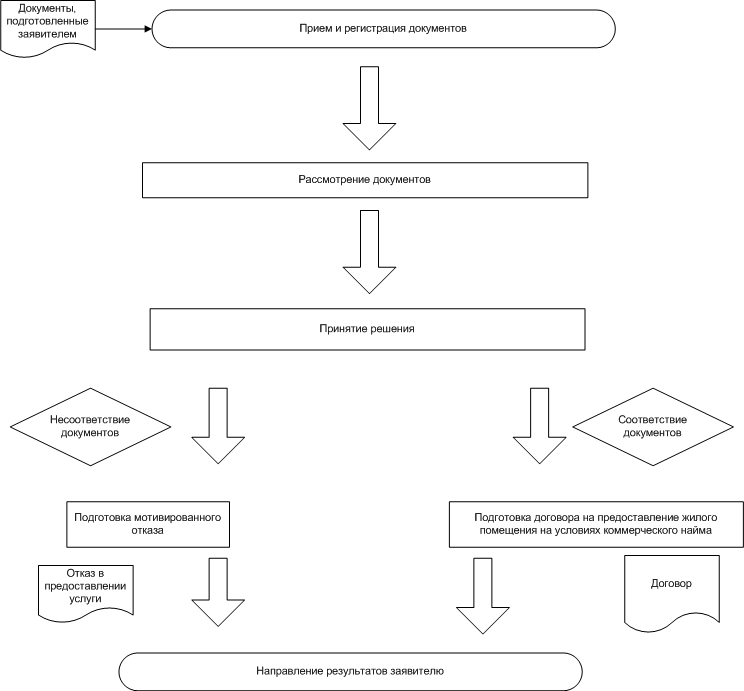 Документы,
подготовленные
заявителем
Прием и регистрация документов
Рассмотрение документов
Принятие решения
Несоответствие
документов
Соответствие
документов
Подготовка мотивированного
отказа
Подготовка договора на предоставление жилого
помещения на условиях коммерческого найма
Отказ в
предоставлении
услуги
Договор
Направление результатов заявителю